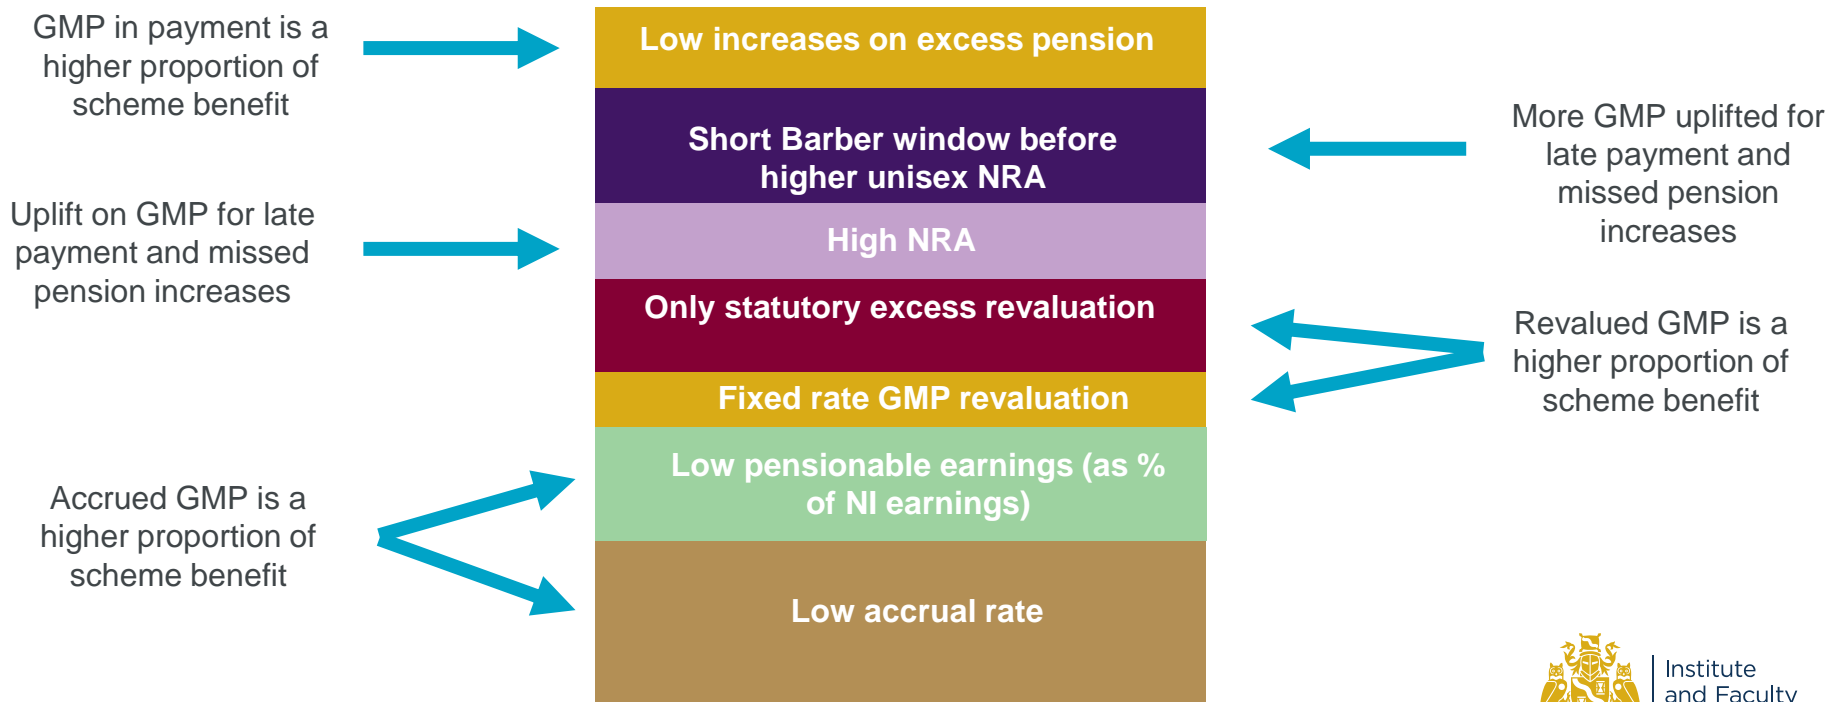 GMP in payment is a
higher proportion of
scheme benefit
Low increases on excess pension
Short Barber window before
higher unisex NRA
More GMP uplifted for
late payment and
missed pension
increases
Uplift on GMP for late
payment and missed
pension increases
High NRA
Only statutory excess revaluation
Revalued GMP is a
higher proportion of
scheme benefit
Fixed rate GMP revaluation
Low pensionable earnings (as %
of NI earnings)
Accrued GMP is a
higher proportion of
scheme benefit
Low accrual rate
Institute
and Faculty